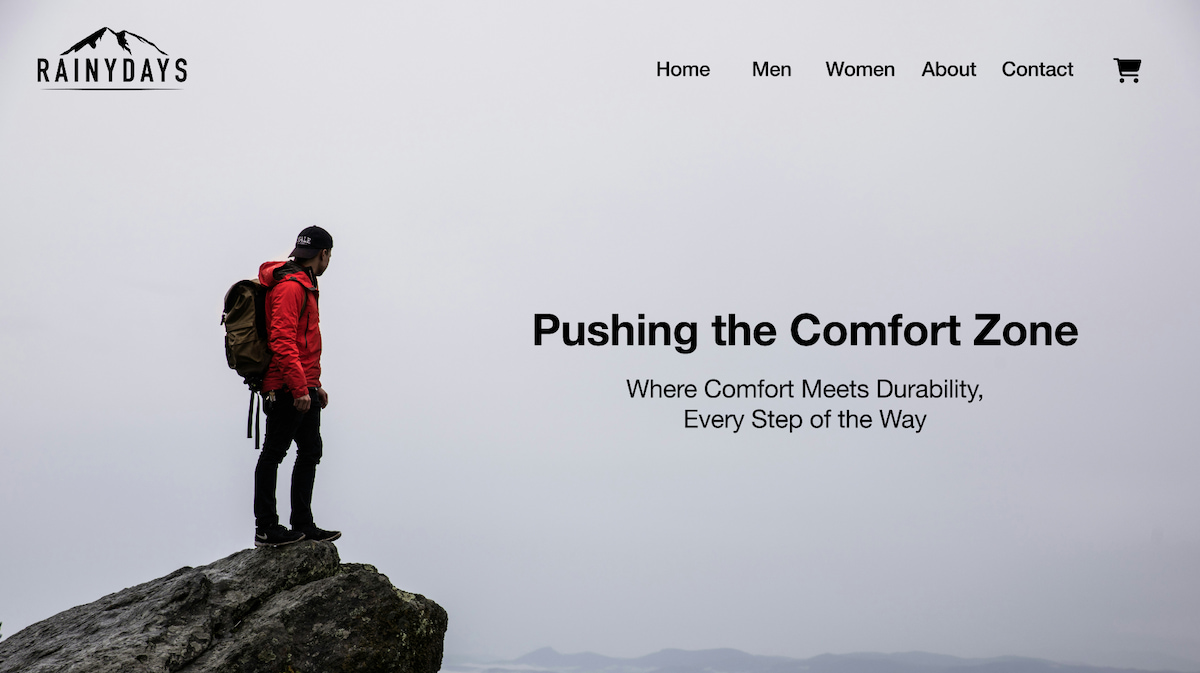 RAINYDAYS
Home Men Women About Contact
Pushing the Comfort Zone
Where Comfort Meets Durability,
Every Step of the Way